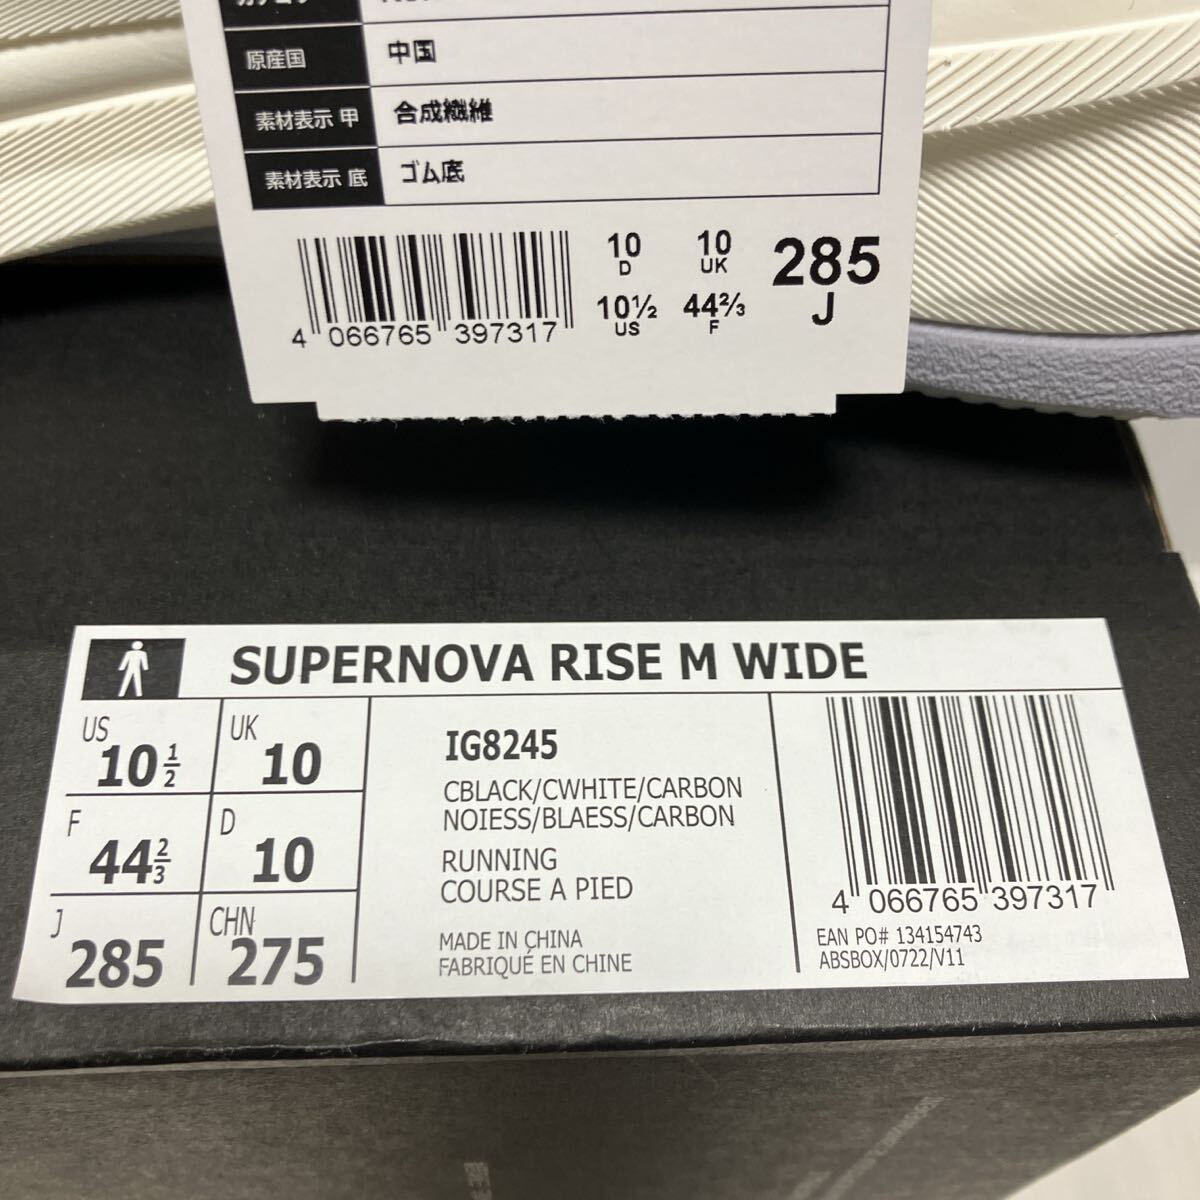 原産国 中国
素材表示 甲 合成繊維
素材表示 底 ゴム底
10 D
10 UK
285 J
10½ US
44⅔ F
4 066765 397317
SUPERNOVA RISE M WIDE
US 10½
UK 10
F 44⅔
D 10
J 285
CHN 275
IG8245
CBLACK/CWHITE/CARBON
NOIESS/BLAESS/CARBON
RUNNING
COURSE A PIED
MADE IN CHINA
FABRIQUÉ EN CHINE
4 066765 397317
EAN PO# 134154743
ABSBOX/0722/V11